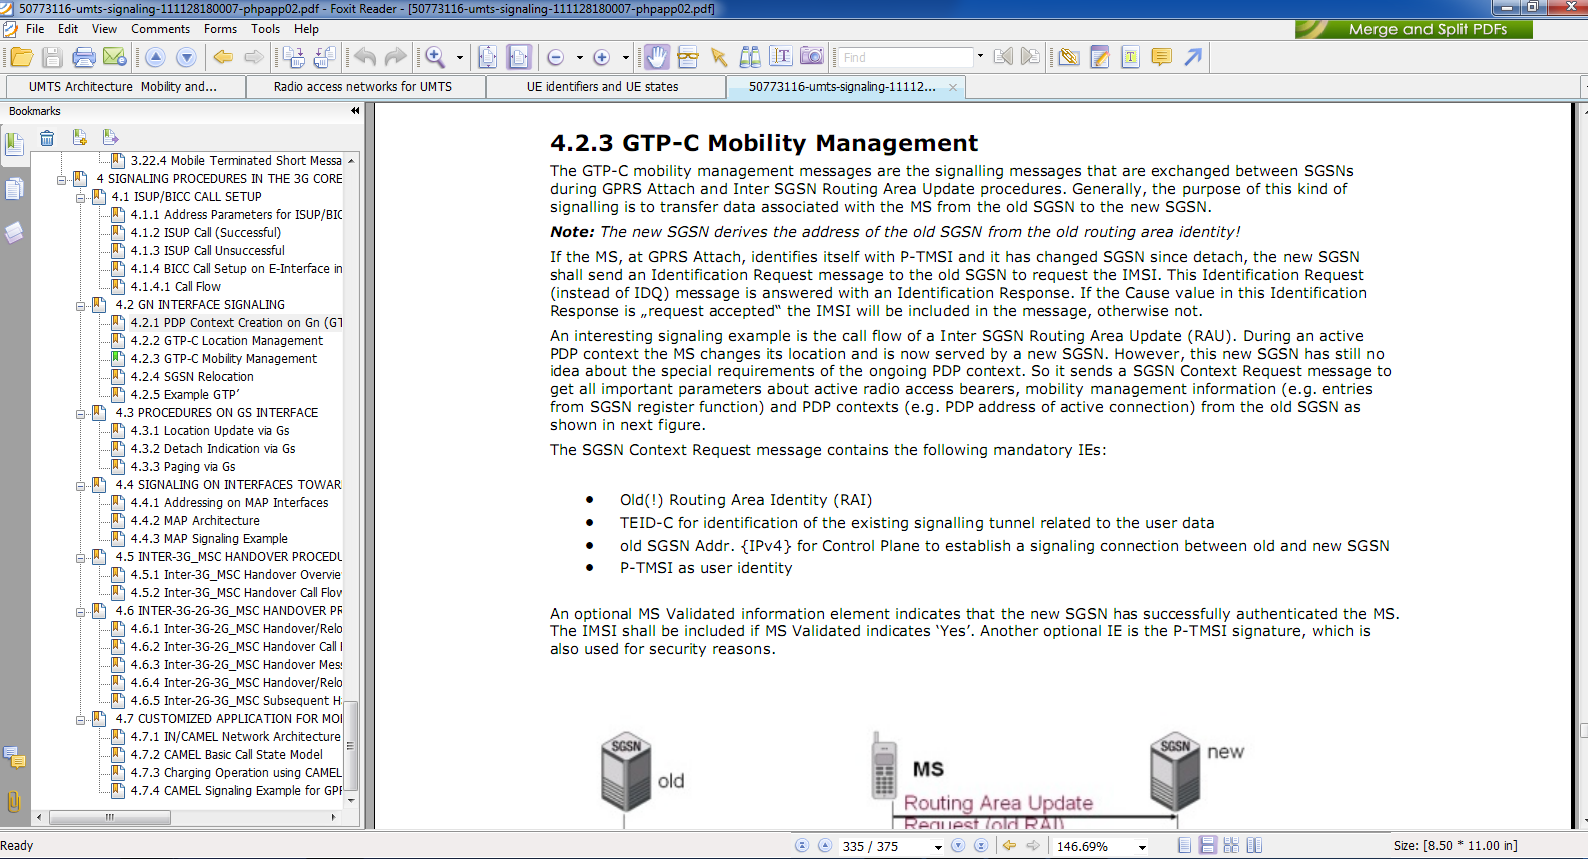 50773116-umts-signaling-111128180007-phpapp02.pdf - Foxit Reader - [50773116-umts-signaling-111128180007-phpapp02.pdf]
File Edit View Comments Forms Tools Help
Merge and Split PDFs
Find
UMTS Architecture Mobility and...
Radio access networks for UMTS
UE identifiers and UE states
50773116-umts-signaling-11112...
Bookmarks
3.22.4 Mobile Terminated Short Messa
4 SIGNALING PROCEDURES IN THE 3G CORE
4.1 ISUP/BICC CALL SETUP
4.1.1 Address Parameters for ISUP/BIC
4.1.2 ISUP Call (Successful)
4.1.3 ISUP Call Unsuccessful
4.1.4 BICC Call Setup on E-Interface in
4.1.4.1 Call Flow
4.2 GN INTERFACE SIGNALING
4.2.1 PDP Context Creation on Gn (GT
4.2.2 GTP-C Location Management
4.2.3 GTP-C Mobility Management
4.2.4 SGSN Relocation
4.2.5 Example GTP’
4.3 PROCEDURES ON GS INTERFACE
4.3.1 Location Update via Gs
4.3.2 Detach Indication via Gs
4.3.3 Paging via Gs
4.4 SIGNALING ON INTERFACES TOWAR
4.4.1 Addressing on MAP Interfaces
4.4.2 MAP Architecture
4.4.3 MAP Signaling Example
4.5 INTER-3G_MSC HANDOVER PROCEDU
4.5.1 Inter-3G_MSC Handover Overvie
4.5.2 Inter-3G_MSC Handover Call Flow
4.6 INTER-3G-2G-3G_MSC HANDOVER PR
4.6.1 Inter-3G-2G_MSC Handover/Relo
4.6.2 Inter-3G-2G_MSC Handover Call F
4.6.3 Inter-3G-2G_MSC Handover Mes
4.6.4 Inter-2G-3G_MSC Handover/Relo
4.6.5 Inter-2G-3G_MSC Subsequent H
4.7 CUSTOMIZED APPLICATION FOR MO
4.7.1 IN/CAMEL Network Architecture
4.7.2 CAMEL Basic Call State Model
4.7.3 Charging Operation using CAMEL
4.7.4 CAMEL Signaling Example for GPR
4.2.3 GTP-C Mobility Management
The GTP-C mobility management messages are the signalling messages that are exchanged between SGSNs
during GPRS Attach and Inter SGSN Routing Area Update procedures. Generally, the purpose of this kind of
signalling is to transfer data associated with the MS from the old SGSN to the new SGSN.
Note: The new SGSN derives the address of the old SGSN from the old routing area identity!
If the MS, at GPRS Attach, identifies itself with P-TMSI and it has changed SGSN since detach, the new SGSN
shall send an Identification Request message to the old SGSN to request the IMSI. This Identification Request
(instead of IDQ) message is answered with an Identification Response. If the Cause value in this Identification
Response is „request accepted“ the IMSI will be included in the message, otherwise not.
An interesting signaling example is the call flow of a Inter SGSN Routing Area Update (RAU). During an active
PDP context the MS changes its location and is now served by a new SGSN. However, this new SGSN has still no
idea about the special requirements of the ongoing PDP context. So it sends a SGSN Context Request message to
get all important parameters about active radio access bearers, mobility management information (e.g. entries
from SGSN register function) and PDP contexts (e.g. PDP address of active connection) from the old SGSN as
shown in next figure.
The SGSN Context Request message contains the following mandatory IEs:
• Old(!) Routing Area Identity (RAI)
• TEID-C for identification of the existing signalling tunnel related to the user data
• old SGSN Addr. {IPv4} for Control Plane to establish a signaling connection between old and new SGSN
• P-TMSI as user identity
An optional MS Validated information element indicates that the new SGSN has successfully authenticated the MS.
The IMSI shall be included if MS Validated indicates ‘Yes’. Another optional IE is the P-TMSI signature, which is
also used for security reasons.
SGSN
old
MS
SGSN
new
Routing Area Update
Request (old RAI)
Ready
335 / 375
146.69%
Size: [8.50 * 11.00 in]